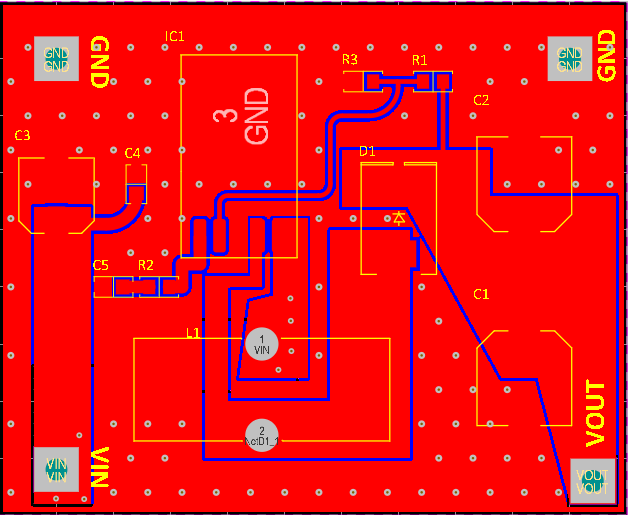 IC1
GND
GND
GND
R3
R1
GND
GND
GND
C2
3
GND
C3
C4
D1
C5
R2
C1
L1
1
VIN
2
VOUT
VIN
VIN
VIN
VOUT
VOUT